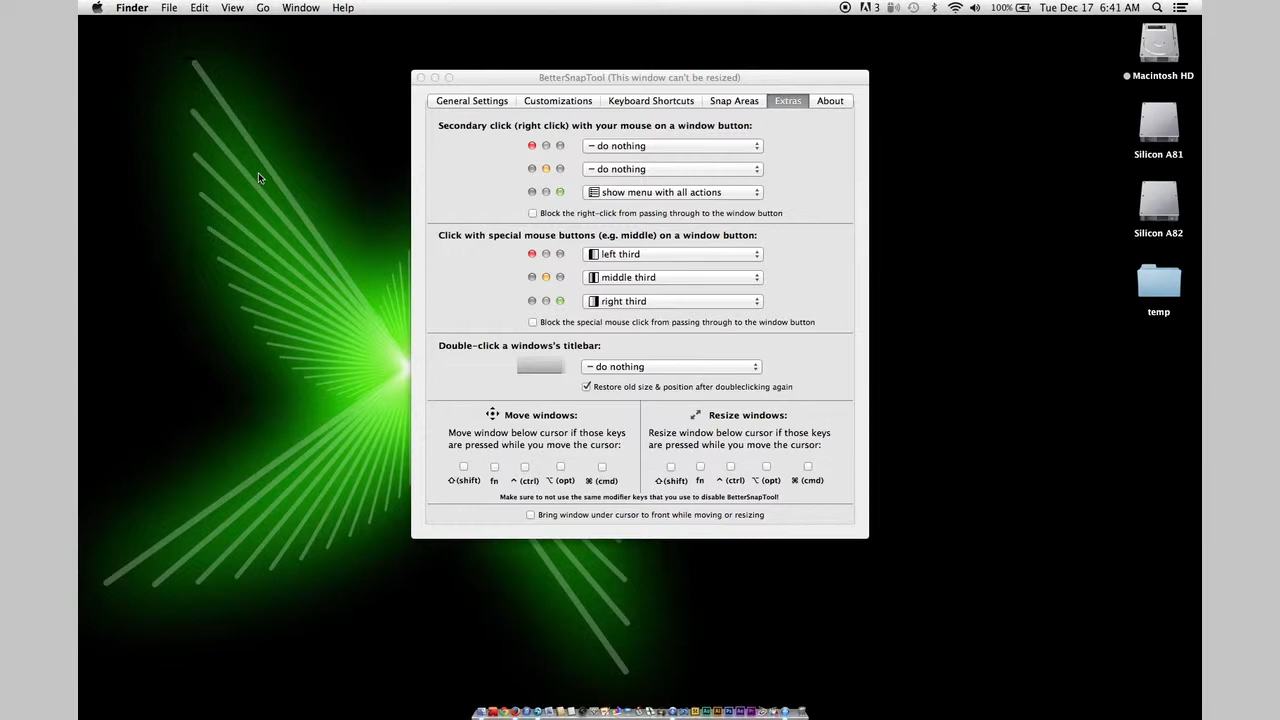 Finder File Edit View Go Window Help 3 100% Tue Dec 17 6:41 AM
BetterSnapTool (This window can't be resized)
General Settings Customizations Keyboard Shortcuts Snap Areas Extras About
Secondary click (right click) with your mouse on a window button:
— do nothing
— do nothing
show menu with all actions
Block the right-click from passing through to the window button
Click with special mouse buttons (e.g. middle) on a window button:
left third
middle third
right third
Block the special mouse click from passing through to the window button
Double-click a windows's titlebar:
— do nothing
Restore old size & position after doubleclicking again
Move windows:
Move window below cursor if those keys
are pressed while you move the cursor:
⇧(shift) fn ^ (ctrl) ⌥ (opt) ⌘ (cmd)
Resize windows:
Resize window below cursor if those keys
are pressed while you move the cursor:
⇧(shift) fn ^ (ctrl) ⌥ (opt) ⌘ (cmd)
Make sure to not use the same modifier keys that you use to disable BetterSnapTool!
Bring window under cursor to front while moving or resizing
Macintosh HD
Silicon A81
Silicon A82
temp